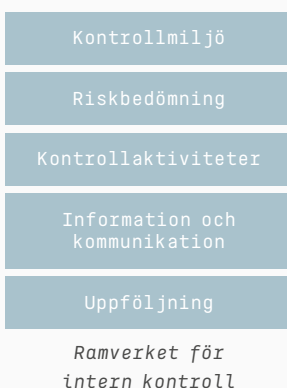 Kontrollmiljö
Riskbedömning
Kontrollaktiviteter
Information och
kommunikation
Uppföljning
Ramverket för
intern kontroll